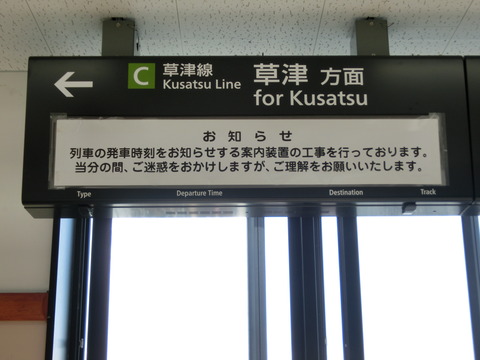 ← C 草津線 草津 方面
Kusatsu Line for Kusatsu
お知らせ
列車の発車時刻をお知らせする案内装置の工事を行っております。
当分の間、ご迷惑をおかけしますが、ご理解をお願いいたします。
Type Departure Time Destination Track